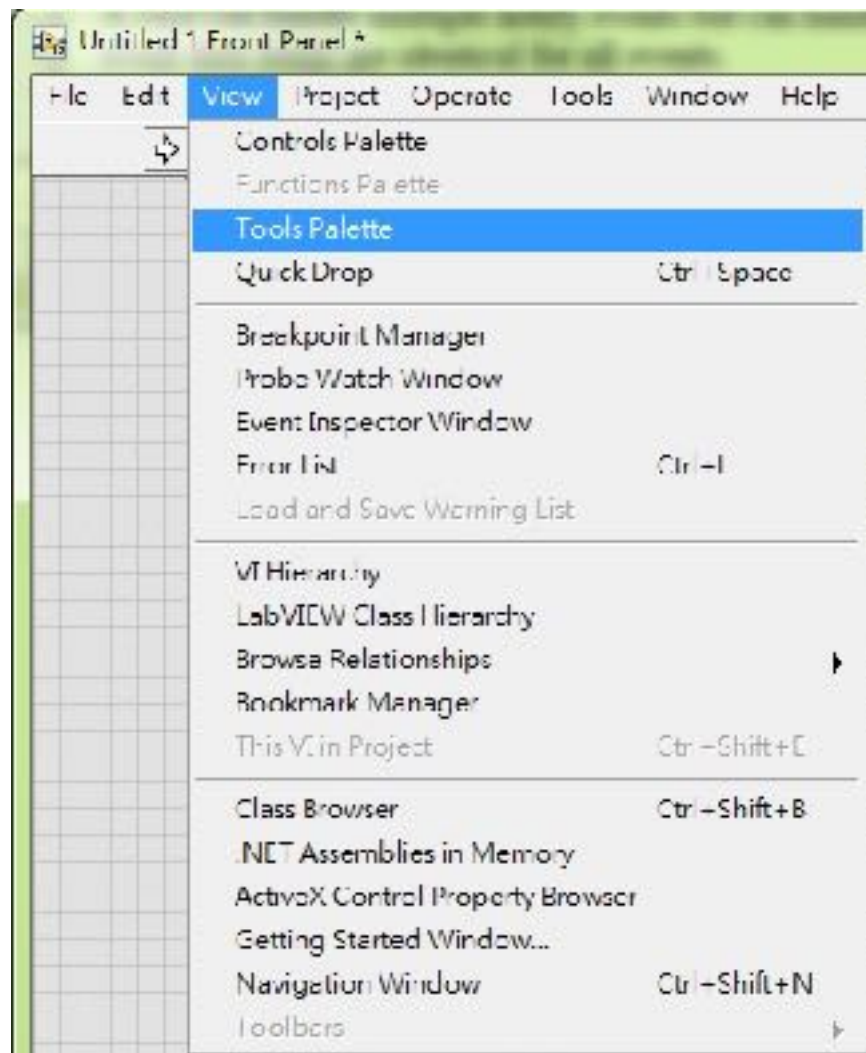 Untitled 1 Front Panel *
File Edit View Project Operate Tools Window Help
Controls Palette
Functions Palette
Tools Palette
Quick Drop Ctrl+Space
Breakpoint Manager
Probe Watch Window
Event Inspector Window
Error List Ctrl+L
Load and Save Warning List
VI Hierarchy
LabVIEW Class Hierarchy
Browse Relationships
Bookmark Manager
This VI in Project Ctrl+Shift+E
Class Browser Ctrl+Shift+B
.NET Assemblies in Memory
ActiveX Control Property Browser
Getting Started Window...
Navigation Window Ctrl+Shift+N
Toolbars